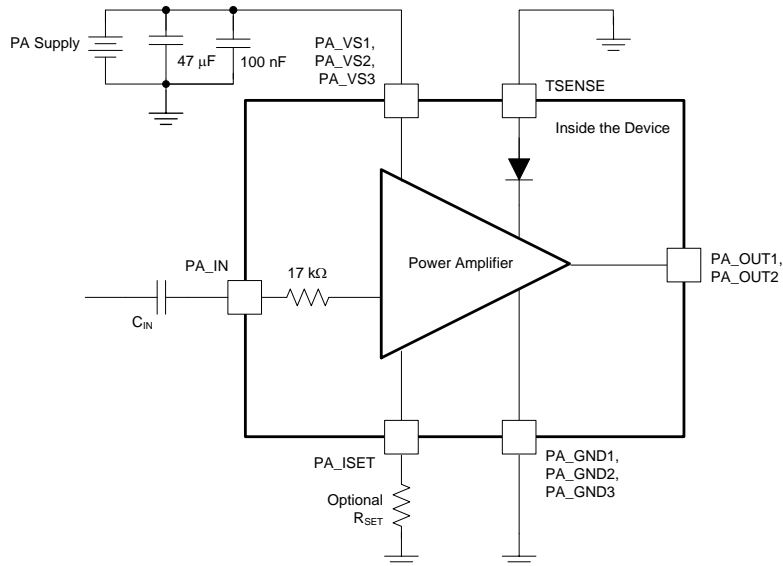 PA Supply
47 μF
100 nF
PA_VS1,
PA_VS2,
PA_VS3
TSENSE
Inside the Device
PA_IN
17 kΩ
Power Amplifier
PA_OUT1,
PA_OUT2
CIN
PA_ISET
PA_GND1,
PA_GND2,
PA_GND3
Optional
RSET